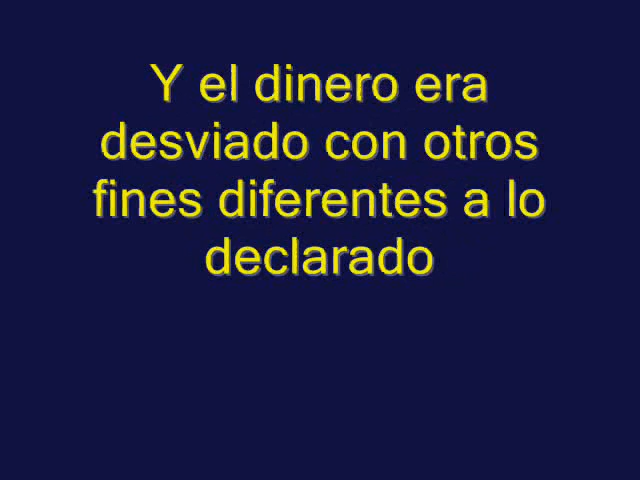 Y el dinero era
desviado con otros
fines diferentes a lo
declarado